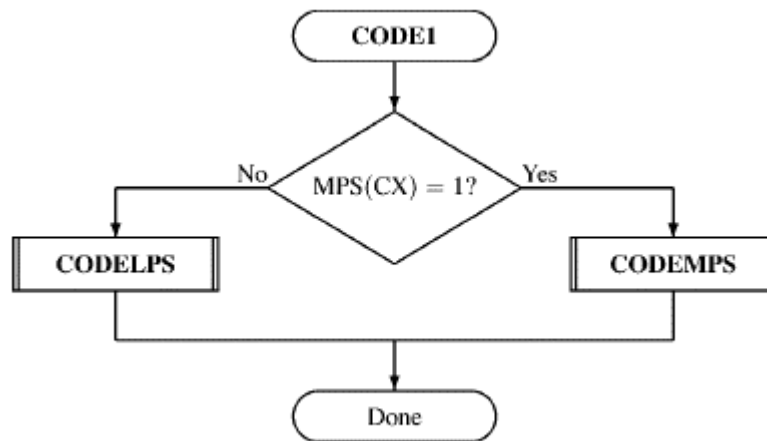 CODE1
No
MPS(CX) = 1?
Yes
CODELPS
CODEMPS
Done